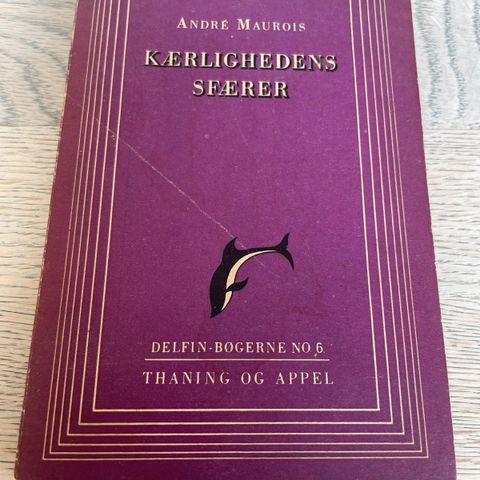 ANDRÉ MAUROIS
KÆRLIGHEDENS
SFÆRER
DELFIN-BØGERNE NO 6
THANING OG APPEL